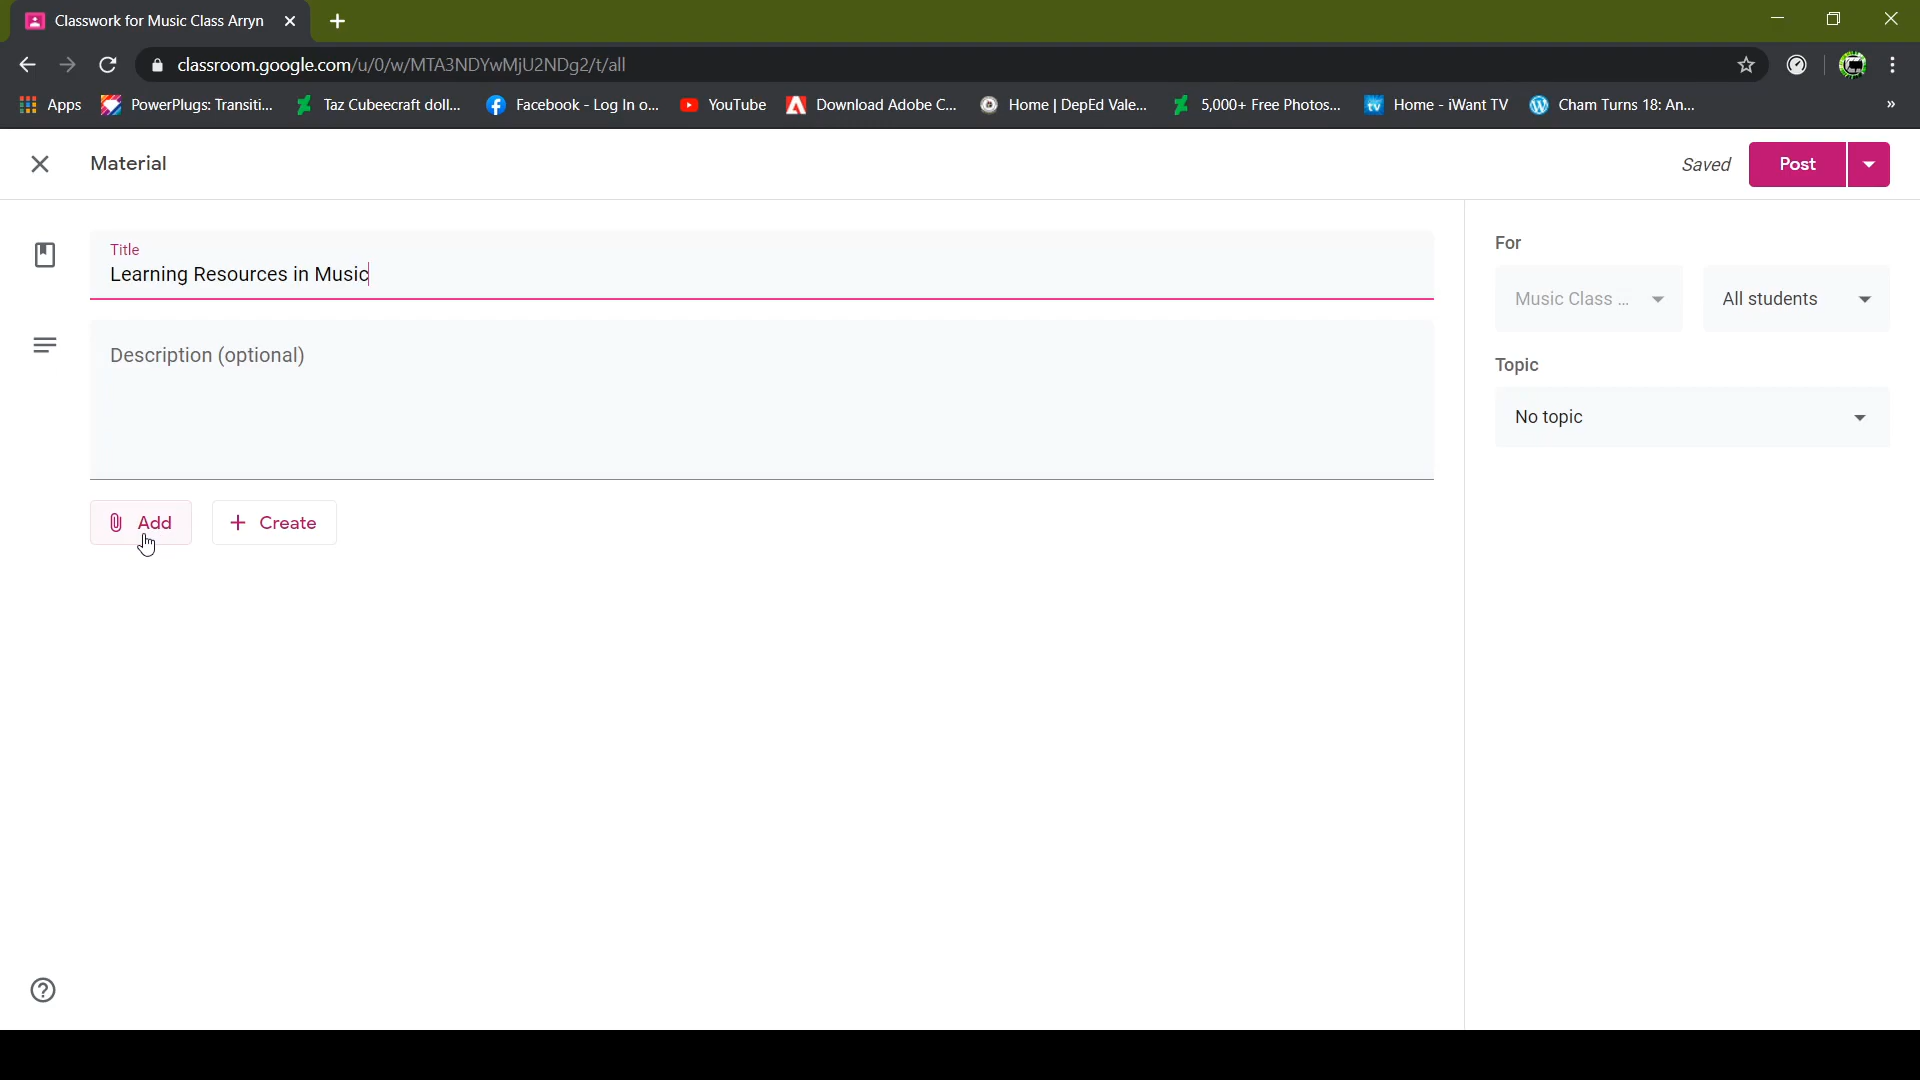 Classwork for Music Class Arryn
classroom.google.com/u/0/w/MTA3NDYwMjU2NDg2/t/all
Apps PowerPlugs: Transiti... Taz Cubeecraft doll... Facebook - Log In o... YouTube Download Adobe C... Home | DepEd Vale... 5,000+ Free Photos... tv Home - iWant TV Cham Turns 18: An... »
Material Saved Post
Title
Learning Resources in Music
Description (optional)
Add Create
For
Music Class ... All students
Topic
No topic